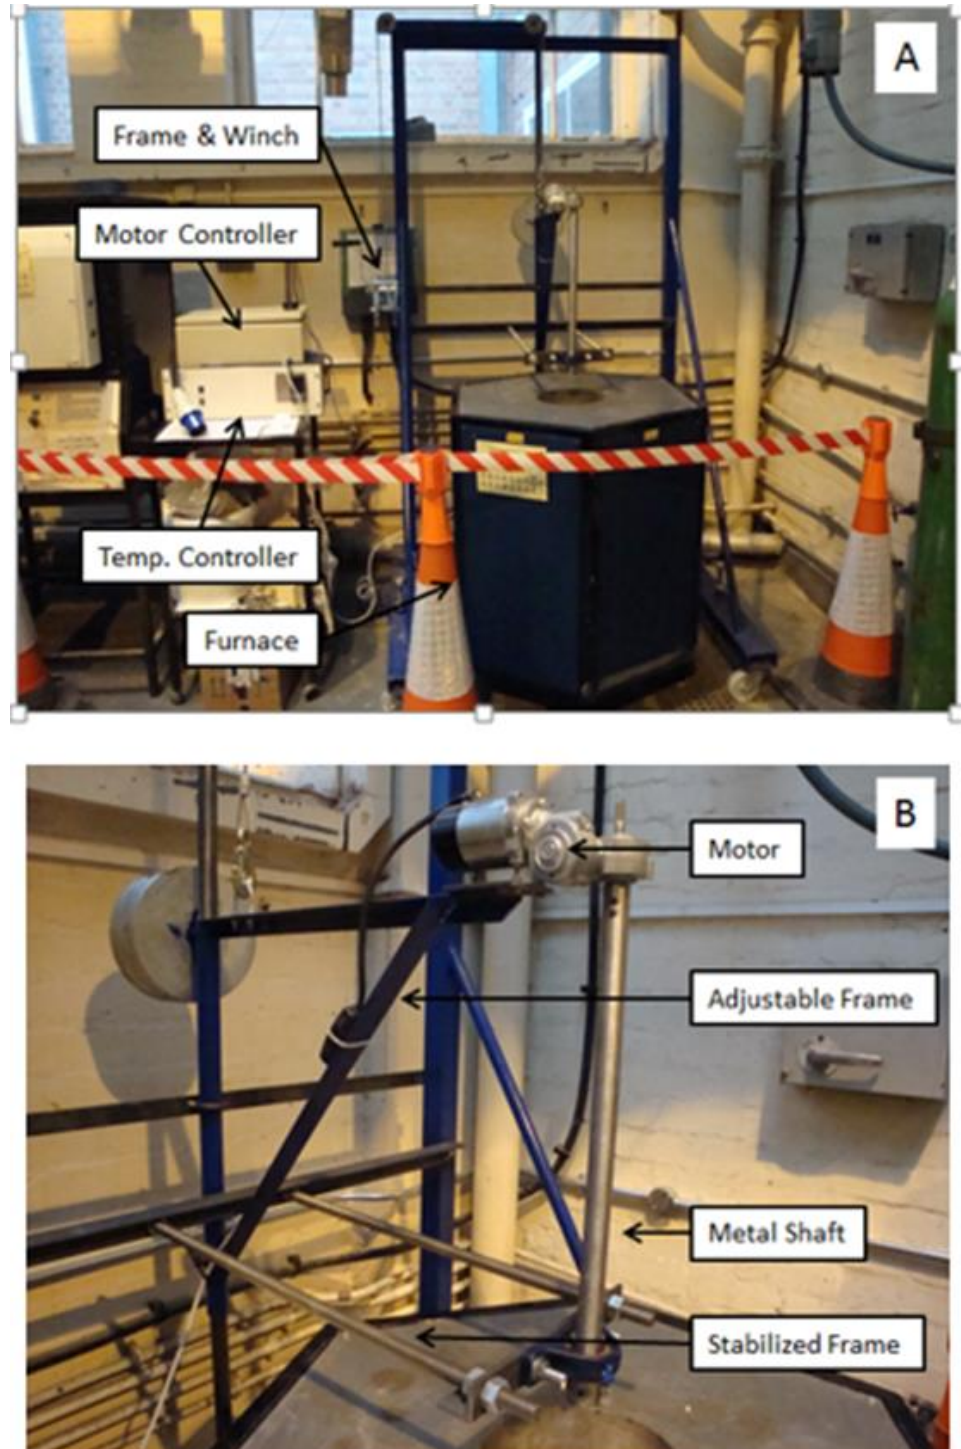 A
Frame & Winch
Motor Controller
Temp. Controller
Furnace
B
Motor
Adjustable Frame
Metal Shaft
Stabilized Frame